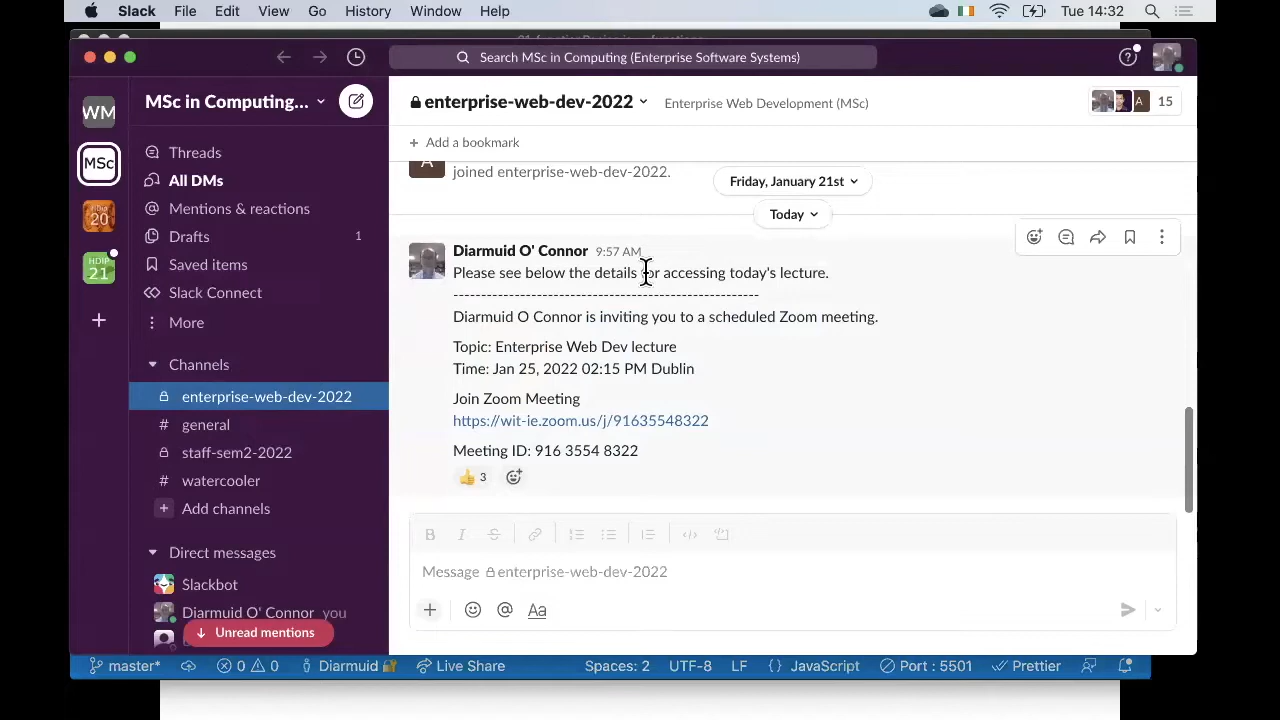 Slack File Edit View Go History Window Help Tue 14:32
Search MSc in Computing (Enterprise Software Systems)
WM
MSc
HDip
20
HDIP
21
MSc in Computing...
Threads
All DMs
Mentions & reactions
Drafts 1
Saved items
Slack Connect
More
Channels
enterprise-web-dev-2022
# general
staff-sem2-2022
# watercooler
+ Add channels
Direct messages
Slackbot
Diarmuid O' Connor you
Unread mentions
enterprise-web-dev-2022 Enterprise Web Development (MSc) A 15
+ Add a bookmark
A joined enterprise-web-dev-2022.
Friday, January 21st
Today
Diarmuid O' Connor 9:57 AM
Please see below the details for accessing today's lecture.
-------------------------------------------------------
Diarmuid O Connor is inviting you to a scheduled Zoom meeting.
Topic: Enterprise Web Dev lecture
Time: Jan 25, 2022 02:15 PM Dublin
Join Zoom Meeting
https://wit-ie.zoom.us/j/91635548322
Meeting ID: 916 3554 8322
👍 3
B I S
Message enterprise-web-dev-2022
+ @ Aa
master* 0 0 Diarmuid Live Share Spaces: 2 UTF-8 LF {} JavaScript Port : 5501 Prettier